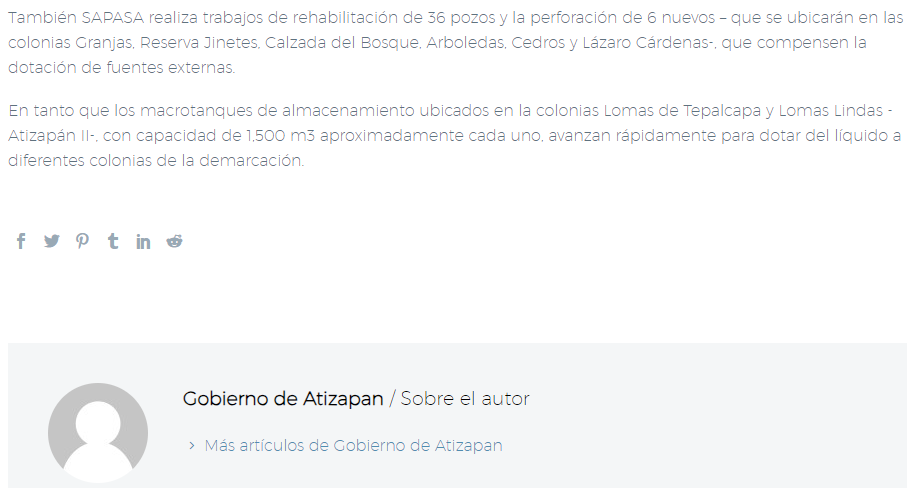 También SAPASA realiza trabajos de rehabilitación de 36 pozos y la perforación de 6 nuevos – que se ubicarán en las
colonias Granjas, Reserva Jinetes, Calzada del Bosque, Arboledas, Cedros y Lázaro Cárdenas-, que compensen la
dotación de fuentes externas.
En tanto que los macrotanques de almacenamiento ubicados en la colonias Lomas de Tepalcapa y Lomas Lindas -
Atizapán II-, con capacidad de 1,500 m3 aproximadamente cada uno, avanzan rápidamente para dotar del líquido a
diferentes colonias de la demarcación.
Gobierno de Atizapan / Sobre el autor
Más artículos de Gobierno de Atizapan